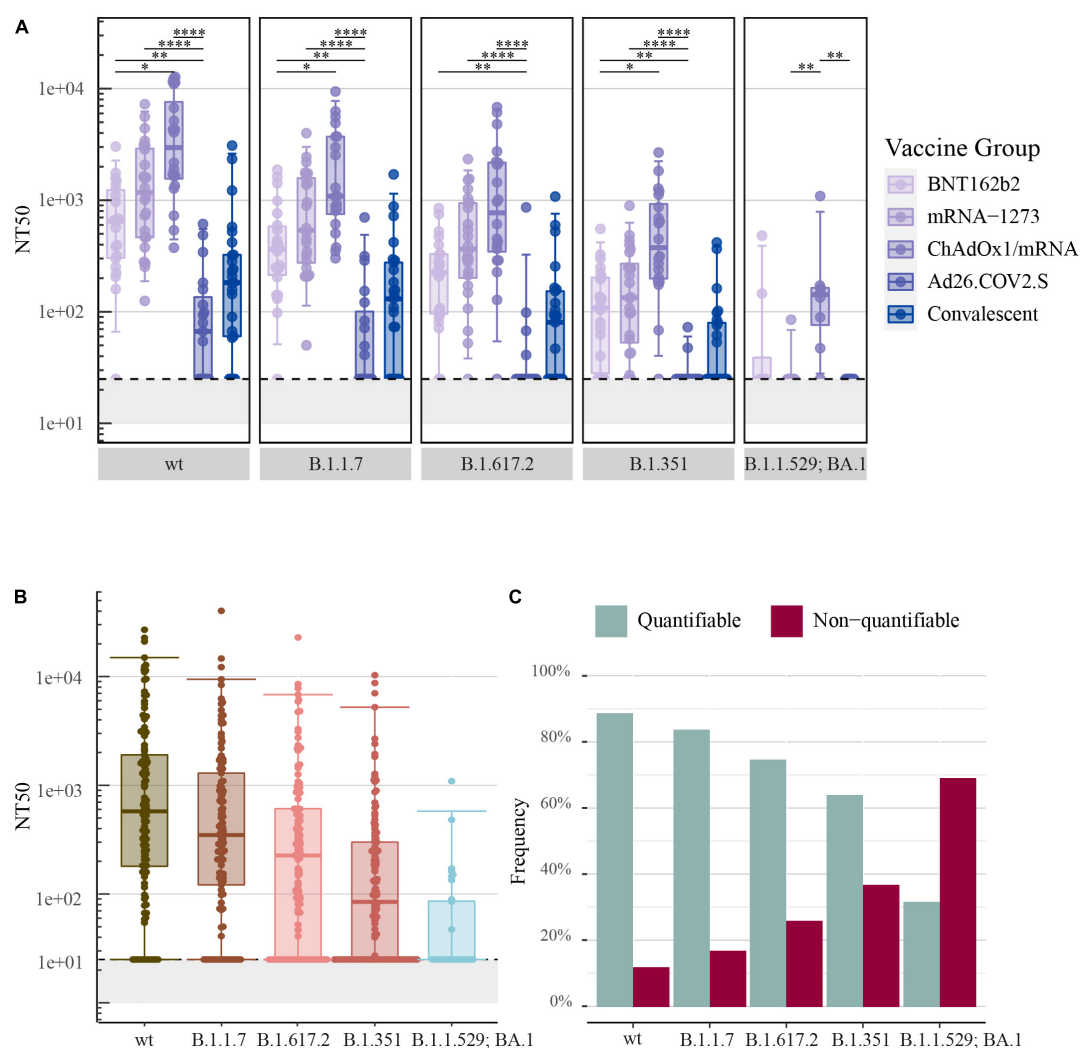 A
**** **** **** **** 
**** **** **** ****
** ** ** ** ** **
* * *
1e+04
1e+03
1e+02
1e+01
NT50
wt B.1.1.7 B.1.617.2 B.1.351 B.1.1.529; BA.1
Vaccine Group
BNT162b2
mRNA−1273
ChAdOx1/mRNA
Ad26.COV2.S
Convalescent
B
1e+04
1e+03
1e+02
1e+01
NT50
wt B.1.1.7 B.1.617.2 B.1.351 B.1.1.529; BA.1
C
Quantifiable Non−quantifiable
100%
80%
60%
40%
20%
0%
Frequency
wt B.1.1.7 B.1.617.2 B.1.351 B.1.1.529; BA.1